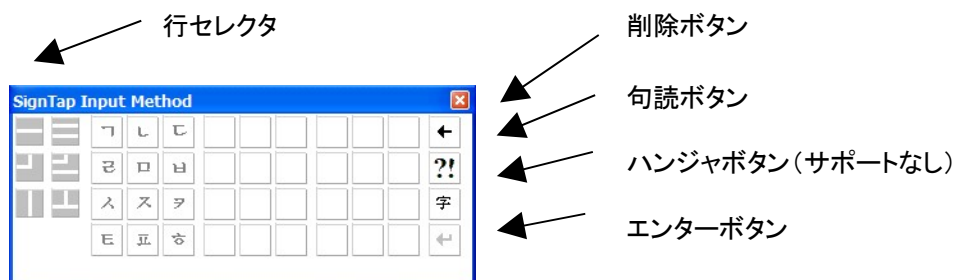 行セレクタ
削除ボタン
SignTap Input Method
句読ボタン
ㄱ ㄴ ㄷ ←
ㄹ ㅁ ㅂ ?!
ハンジャボタン（サポートなし）
ㅅ ㅈ ㅋ 字
エンターボタン
ㅌ ㅍ ㅎ ↵